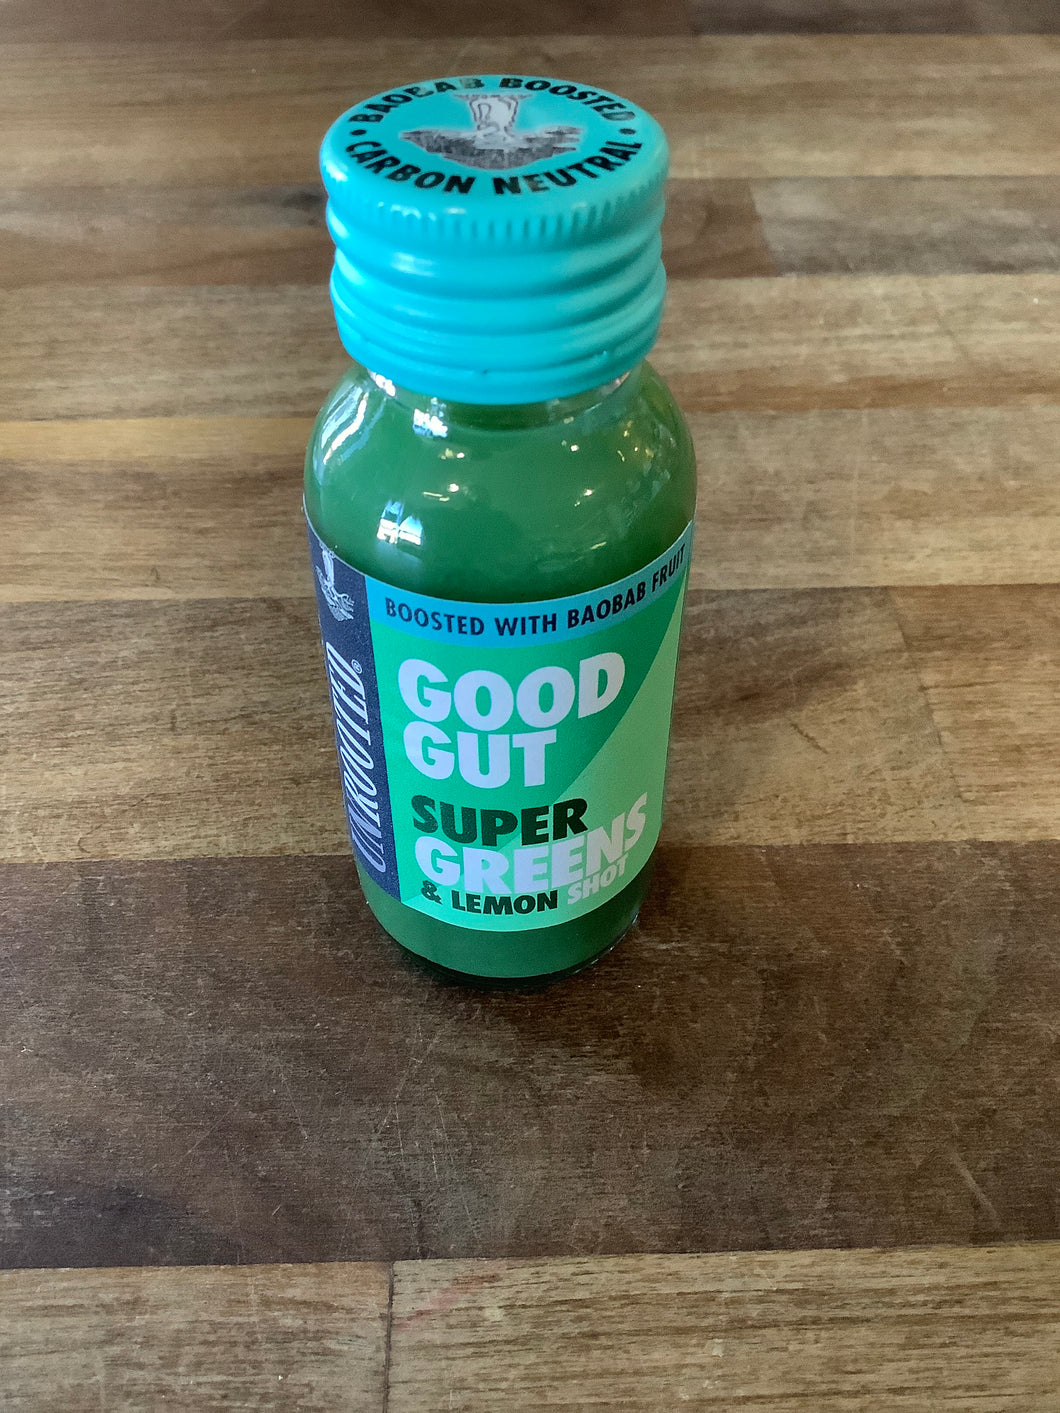 BAOBAB BOOSTED
• CARBON NEUTRAL •
BOOSTED WITH BAOBAB FRUIT
UNROOTED®
GOOD
GUT
SUPER
GREENS
& LEMON SHOT